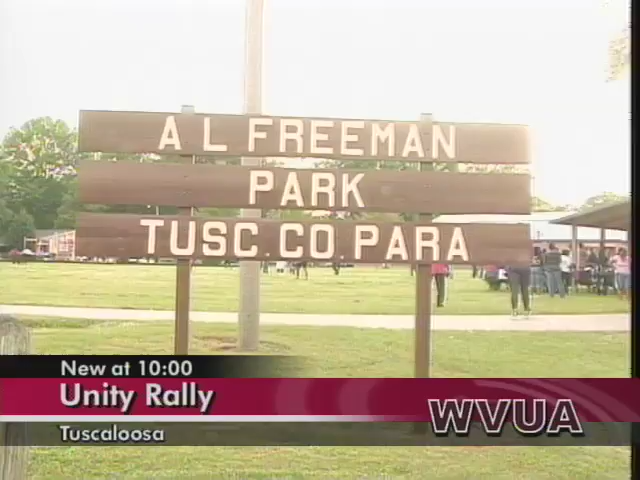 A L FREEMAN
PARK
TUSC. CO. PARA
New at 10:00
Unity Rally
Tuscaloosa
WVUA